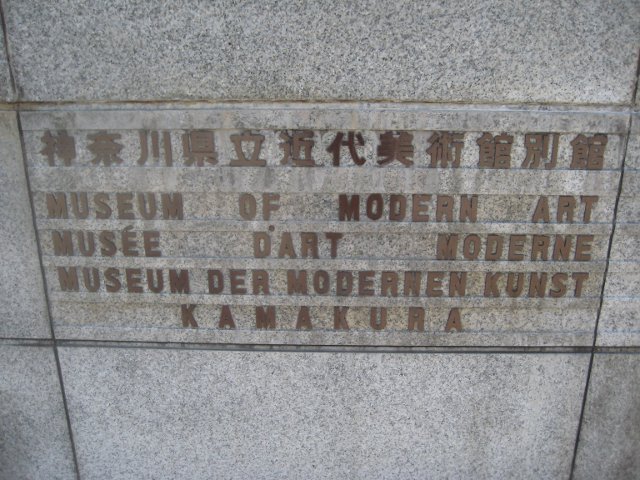 神奈川県立近代美術館別館
MUSEUM OF MODERN ART
MUSÉE D'ART MODERNE
MUSEUM DER MODERNEN KUNST
KAMAKURA